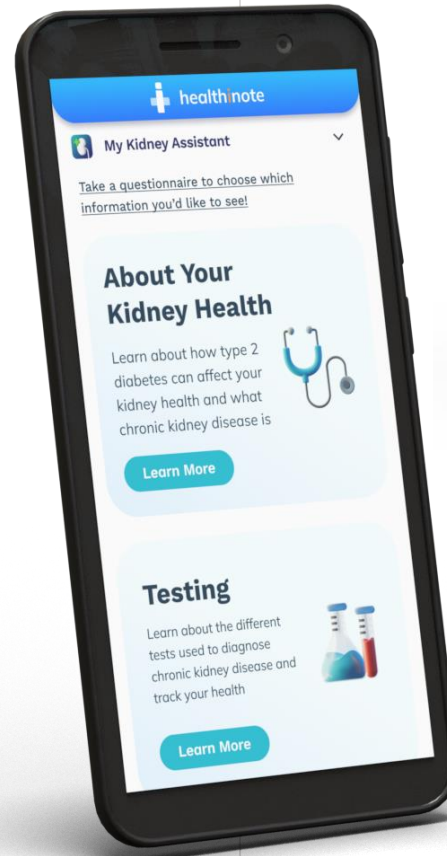 healthinote
My Kidney Assistant
Take a questionnaire to choose which
information you'd like to see!
About Your
Kidney Health
Learn about how type 2
diabetes can affect your
kidney health and what
chronic kidney disease is
Learn More
Testing
Learn about the different
tests used to diagnose
chronic kidney disease and
track your health
Learn More